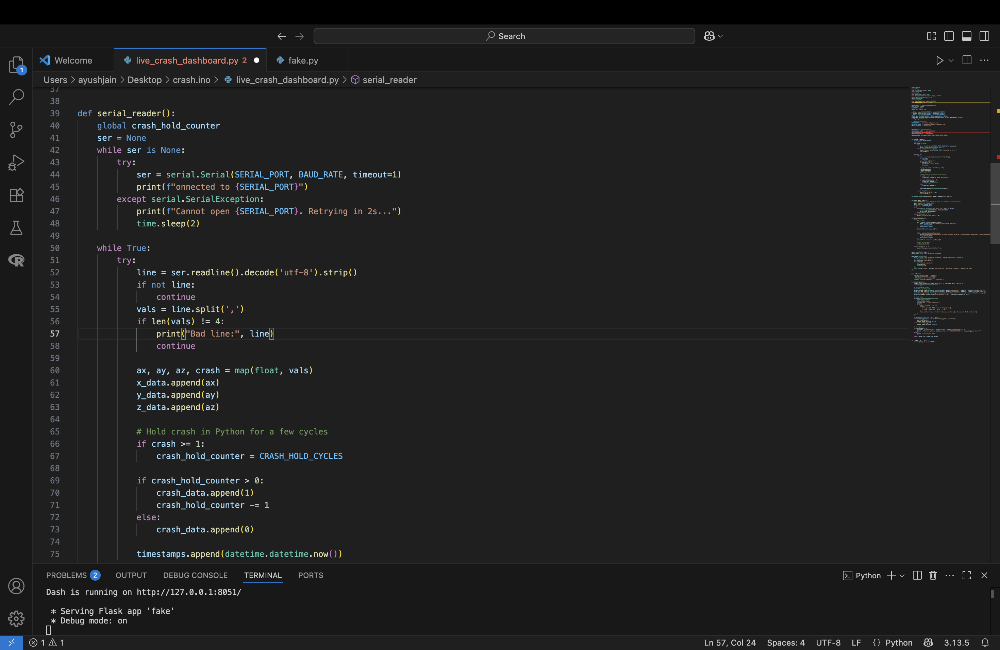 Search
Welcome
live_crash_dashboard.py 2
fake.py
1
Users > ayushjain > Desktop > crash.ino > live_crash_dashboard.py > serial_reader
37
38
39 def serial_reader():
40 global crash_hold_counter
41 ser = None
42 while ser is None:
43 try:
44 ser = serial.Serial(SERIAL_PORT, BAUD_RATE, timeout=1)
45 print(f"onnected to {SERIAL_PORT}")
46 except serial.SerialException:
47 print(f"Cannot open {SERIAL_PORT}. Retrying in 2s...")
48 time.sleep(2)
49
50 while True:
51 try:
52 line = ser.readline().decode('utf-8').strip()
53 if not line:
54 continue
55 vals = line.split(',')
56 if len(vals) != 4:
57 print("Bad line:", line)
58 continue
59
60 ax, ay, az, crash = map(float, vals)
61 x_data.append(ax)
62 y_data.append(ay)
63 z_data.append(az)
64
65 # Hold crash in Python for a few cycles
66 if crash >= 1:
67 crash_hold_counter = CRASH_HOLD_CYCLES
68
69 if crash_hold_counter > 0:
70 crash_data.append(1)
71 crash_hold_counter -= 1
72 else:
73 crash_data.append(0)
74
75 timestamps.append(datetime.datetime.now())
PROBLEMS 2 OUTPUT DEBUG CONSOLE TERMINAL PORTS
Python
Dash is running on http://127.0.0.1:8051/
* Serving Flask app 'fake'
* Debug mode: on
1 1
Ln 57, Col 24 Spaces: 4 UTF-8 LF {} Python 3.13.5